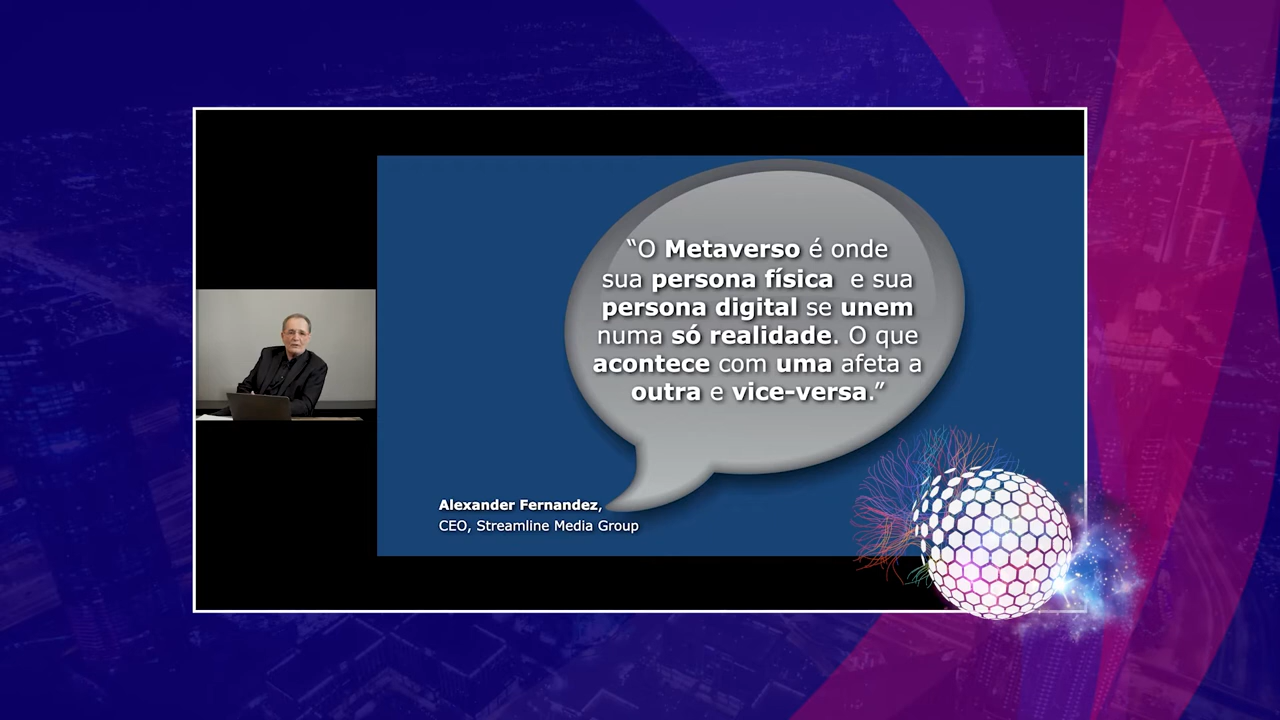 “O Metaverso é onde
sua persona física e sua
persona digital se unem
numa só realidade. O que
acontece com uma afeta a
outra e vice-versa.”
Alexander Fernandez,
CEO, Streamline Media Group